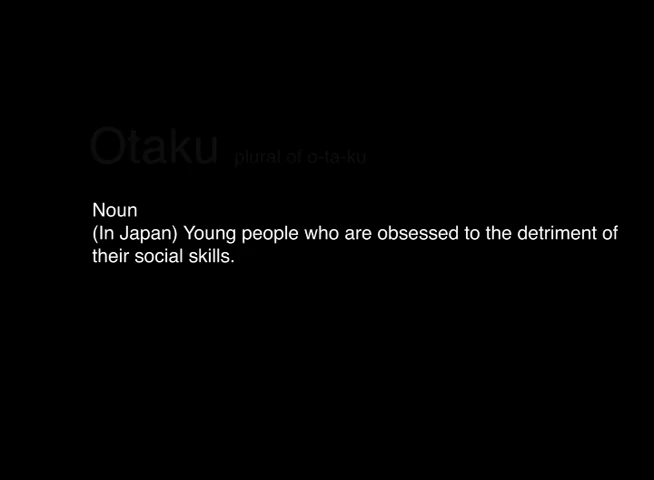 Otaku plural of o-ta-ku
Noun
(In Japan) Young people who are obsessed to the detriment of
their social skills.